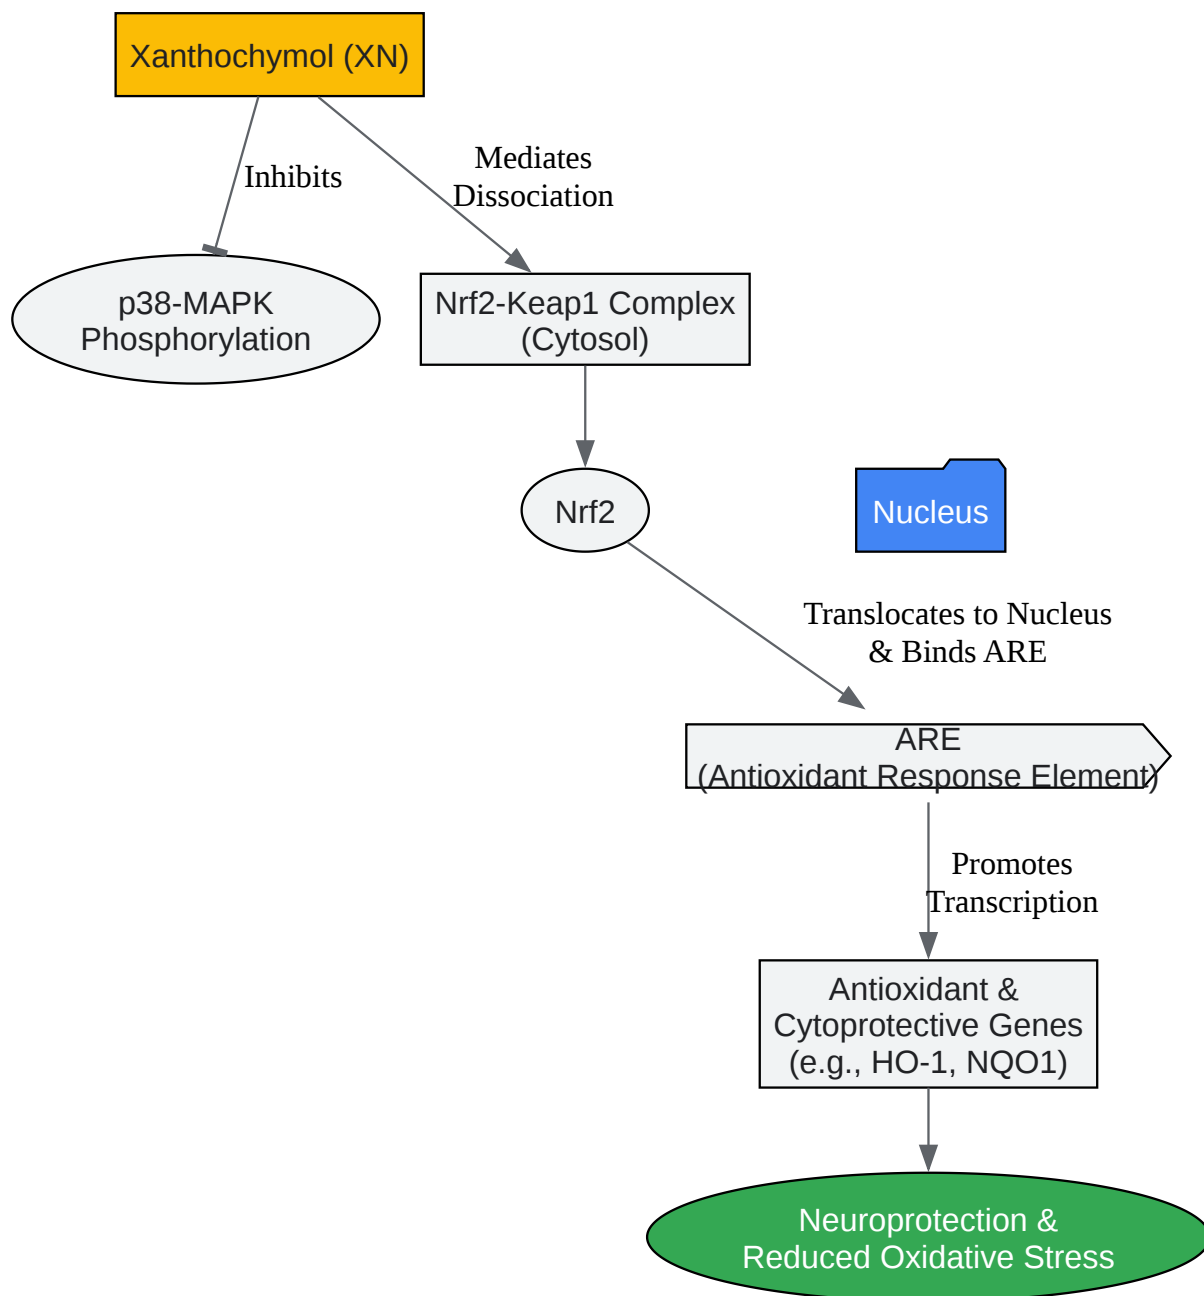 Xanthochymol (XN)
Inhibits
Mediates
Dissociation
p38-MAPK
Phosphorylation
Nrf2-Keap1 Complex
(Cytosol)
Nrf2
Nucleus
Translocates to Nucleus
& Binds ARE
ARE
(Antioxidant Response Element)
Promotes
Transcription
Antioxidant &
Cytoprotective Genes
(e.g., HO-1, NQO1)
Neuroprotection &
Reduced Oxidative Stress